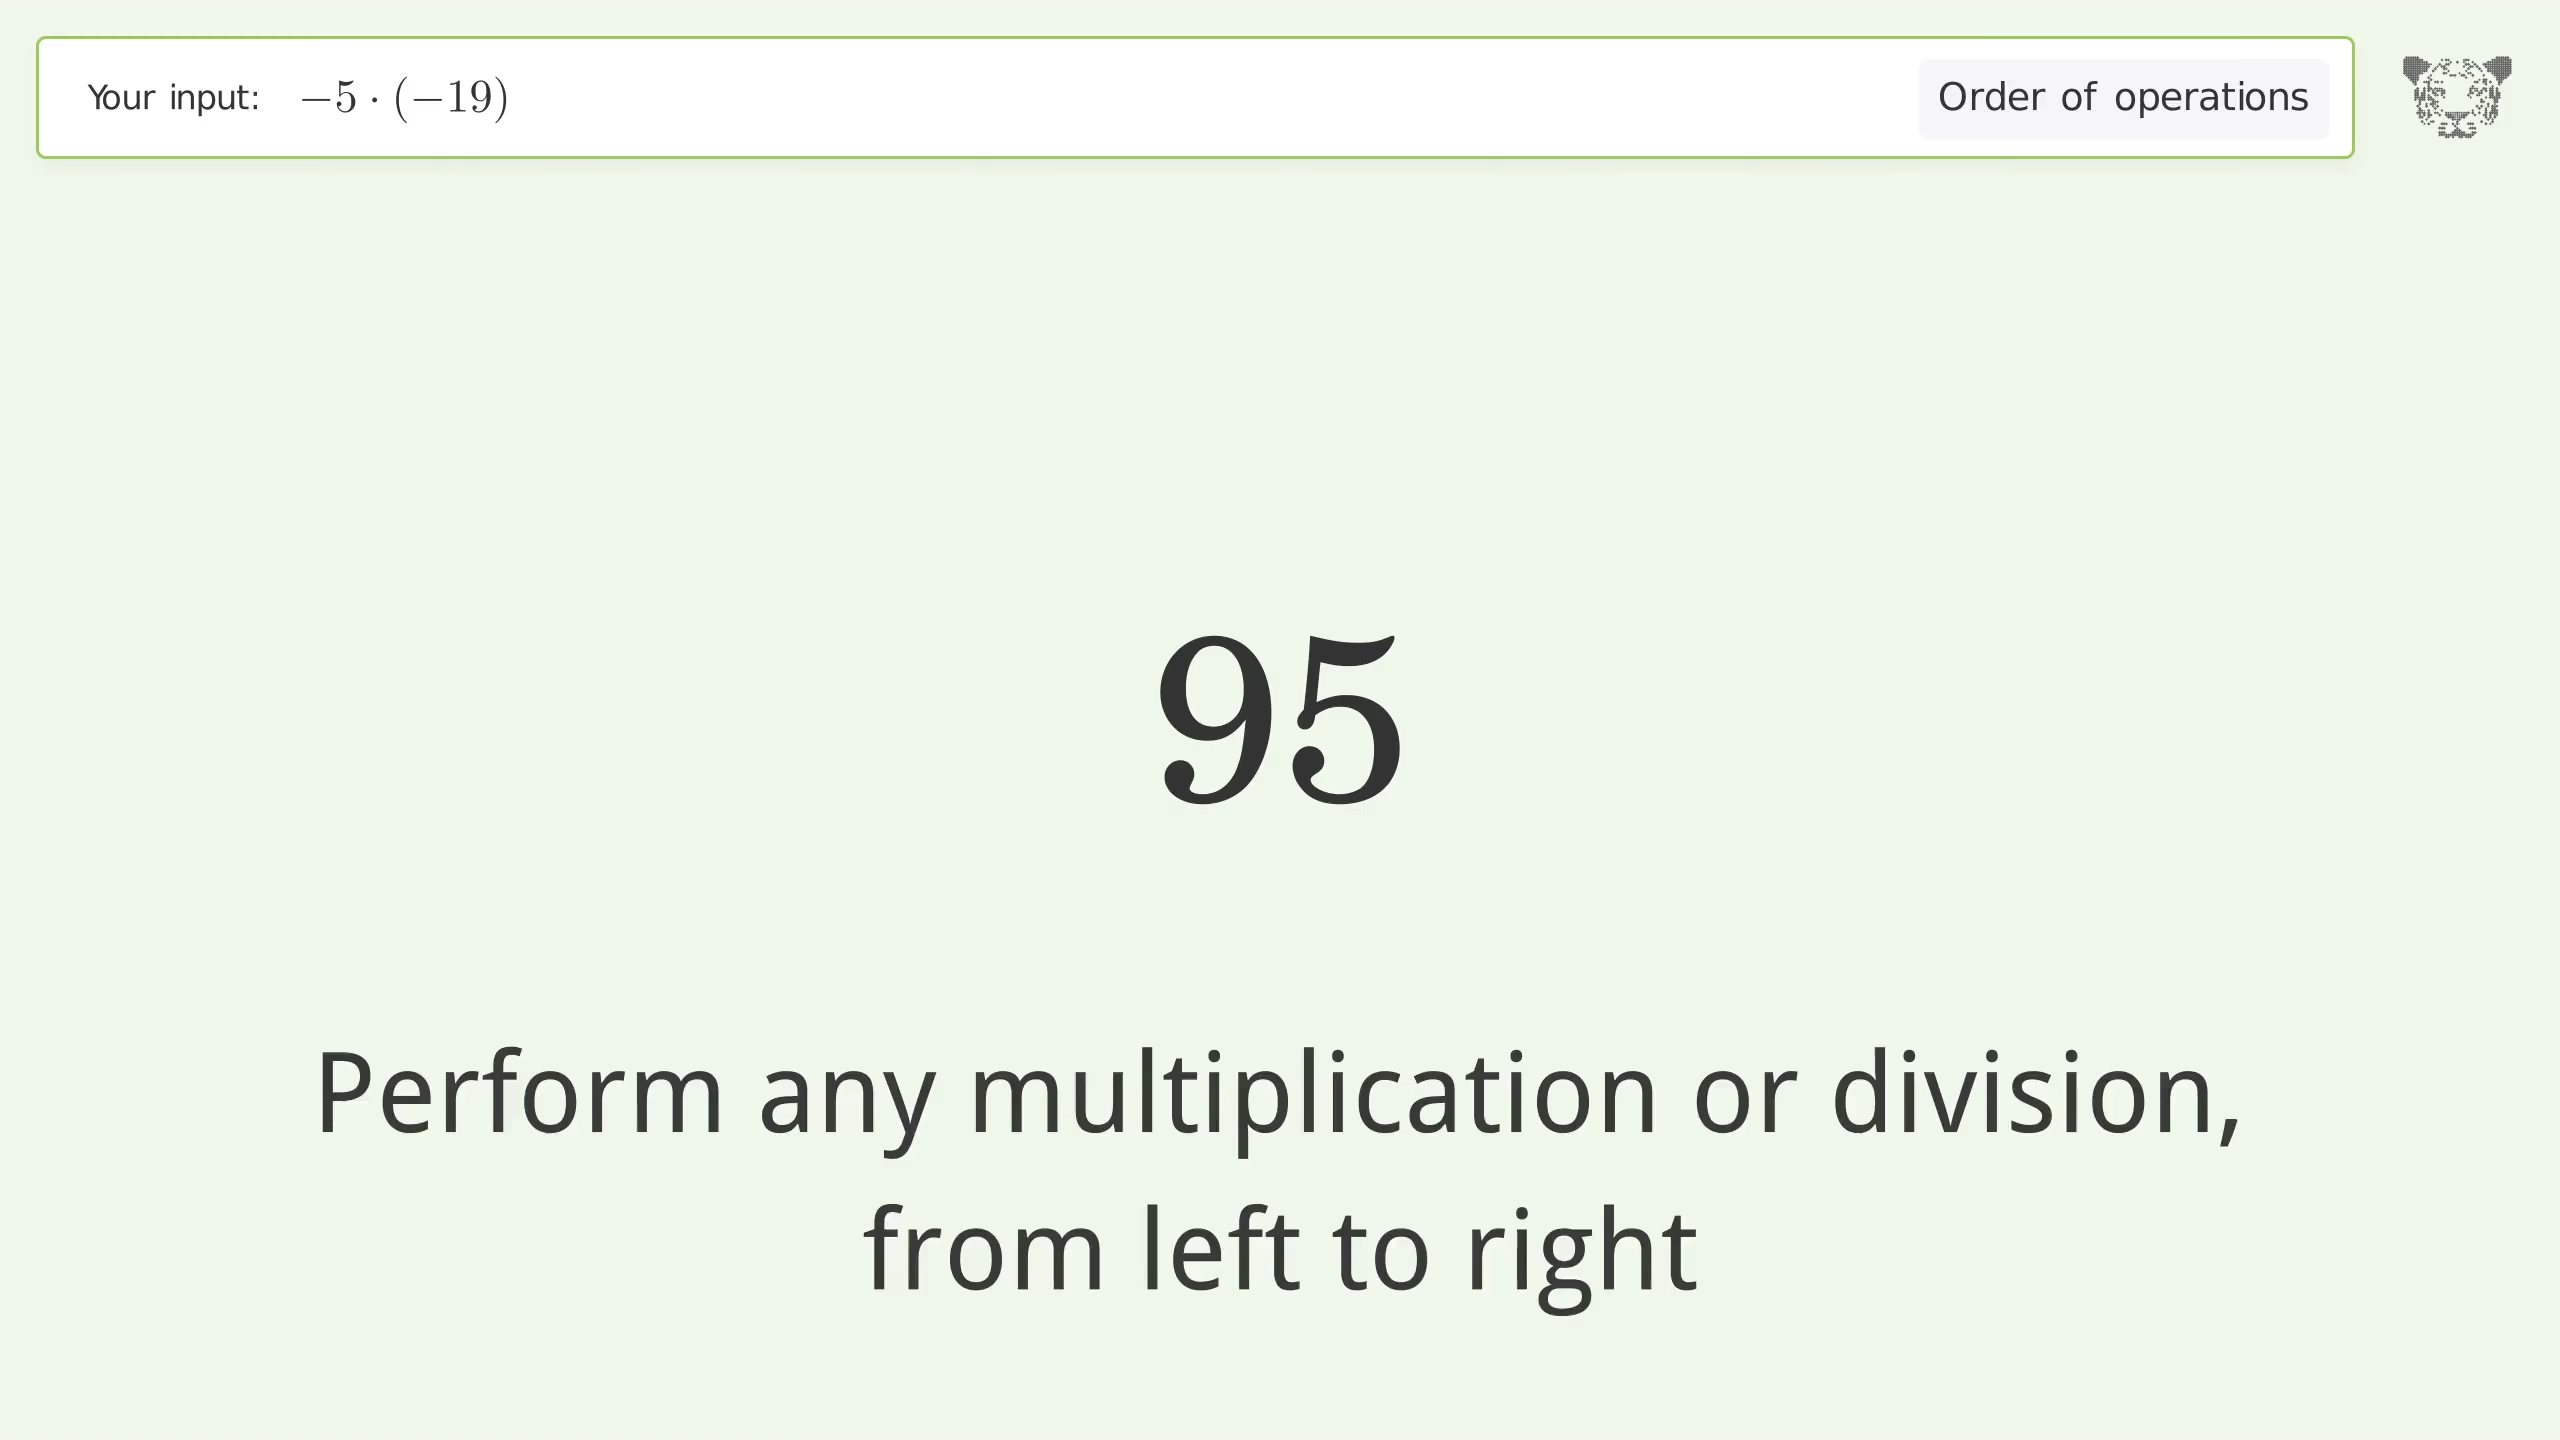 Your input: −5 · (−19)
Order of operations
95
Perform any multiplication or division,
from left to right